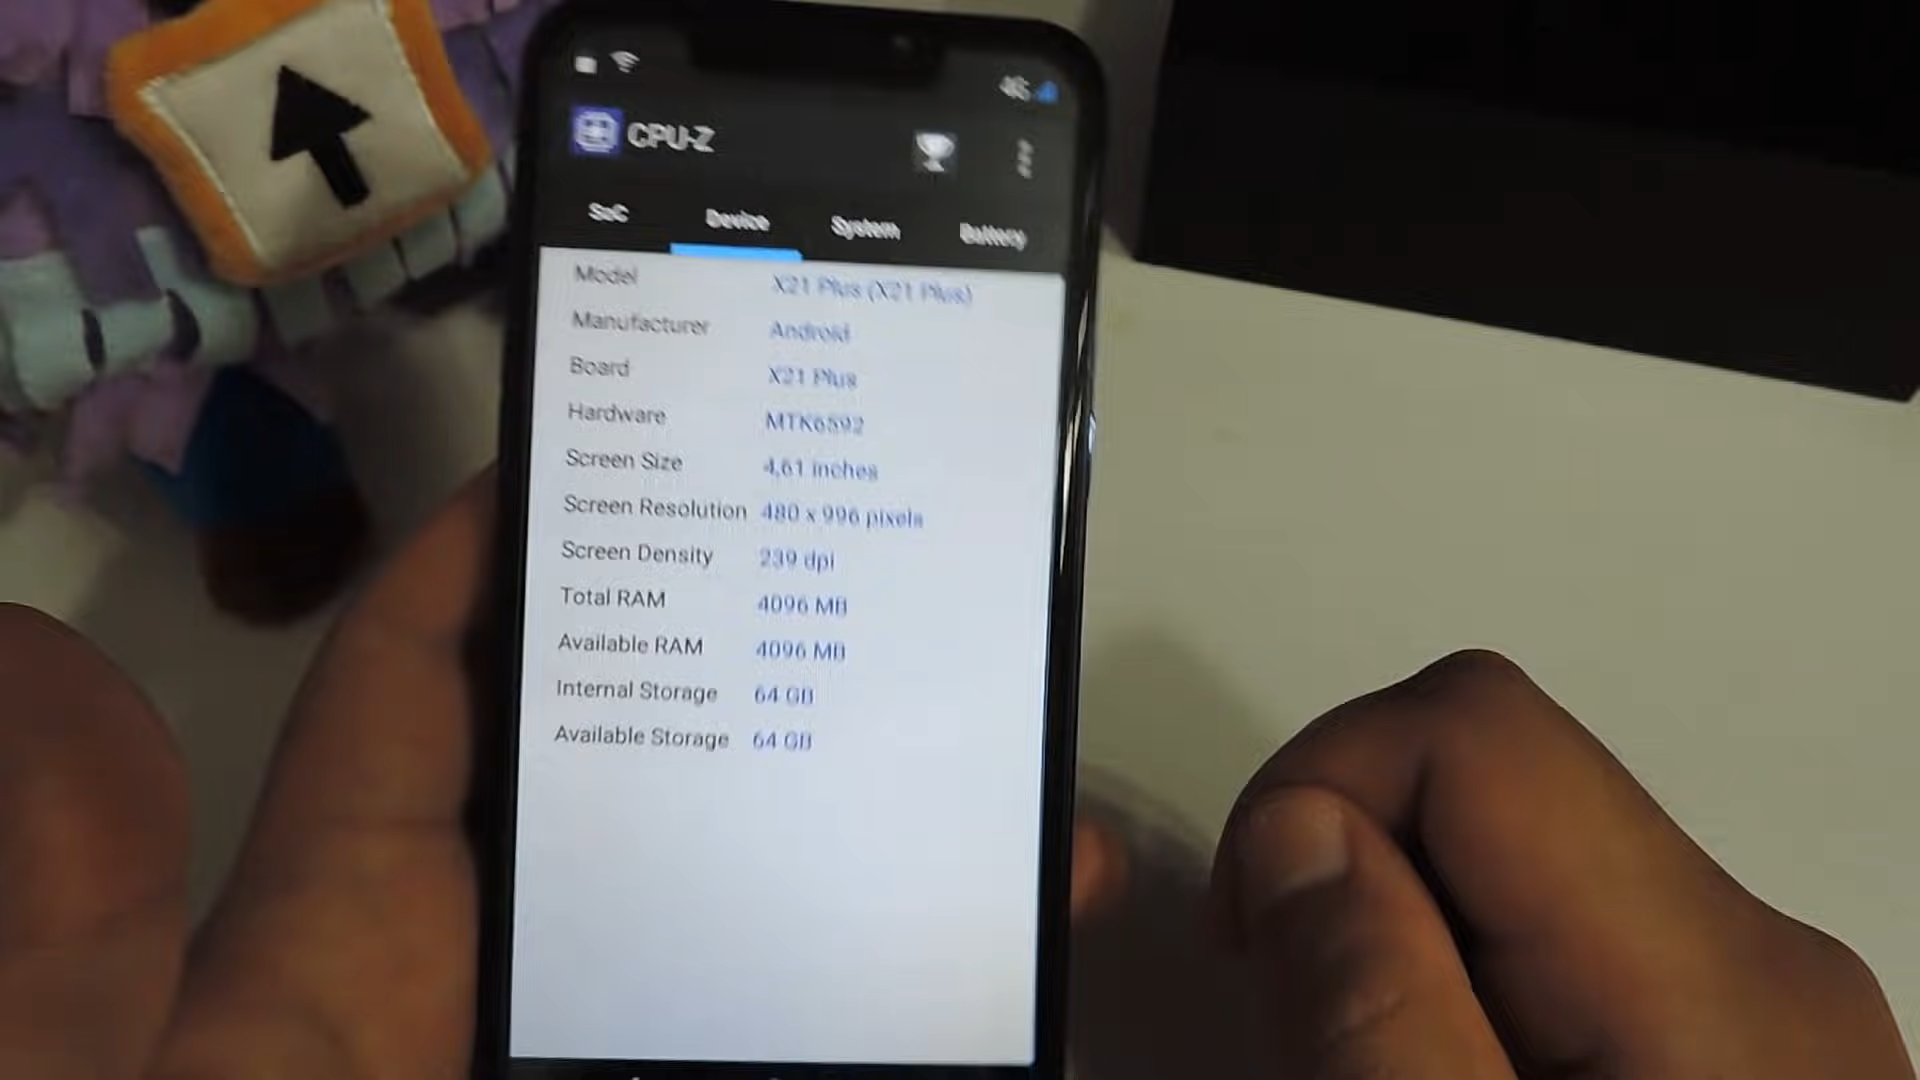 4G
CPU-Z
SoC Device System Battery
Model X21 Plus (X21 Plus)
Manufacturer Android
Board X21 Plus
Hardware MTK6592
Screen Size 4,61 inches
Screen Resolution 480 x 996 pixels
Screen Density 239 dpi
Total RAM 4096 MB
Available RAM 4096 MB
Internal Storage 64 GB
Available Storage 64 GB